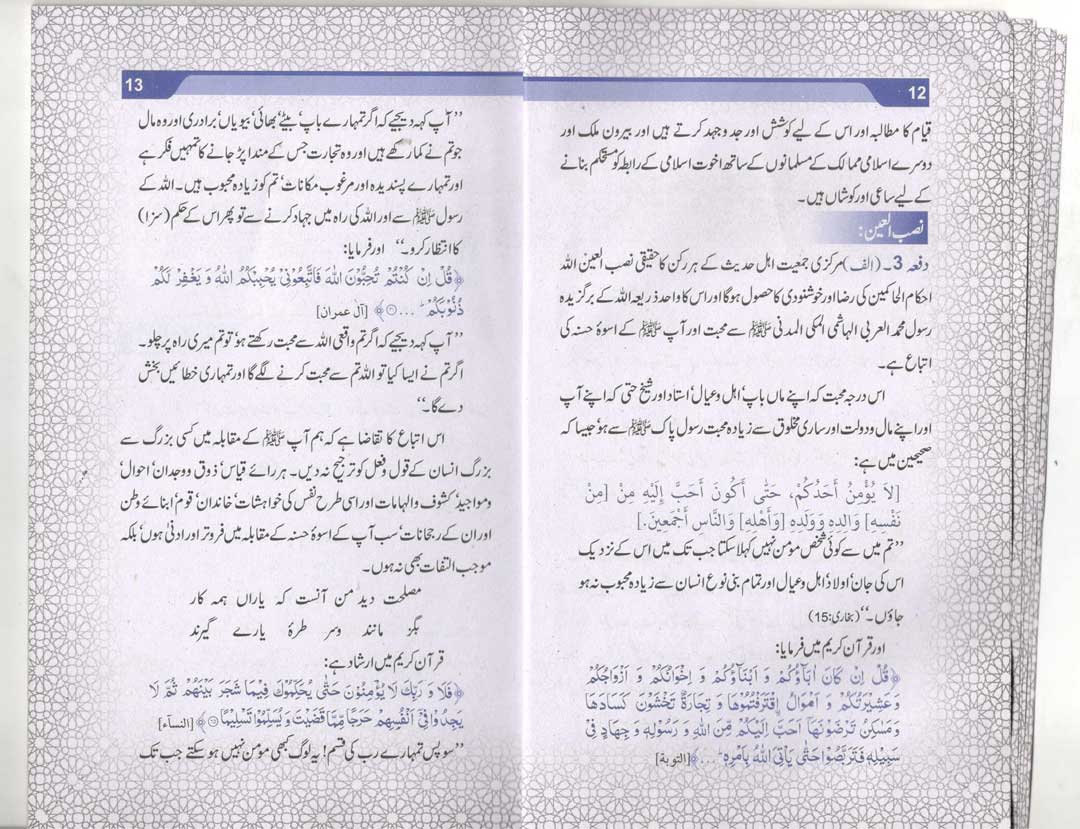 12
قیام کا مطالبہ اور اس کے لیے کوشش اور جدوجہد کرتے ہیں اور بیرون ملک اور
دوسرے اسلامی ممالک کے مسلمانوں کے ساتھ اخوت اسلامی کے رابطہ کو مستحکم بنانے
کے لیے ساعی اور کوشاں ہیں۔
نصب العین:
دفعہ 3۔ (الف) مرکزی جمعیت اہل حدیث کے ہر رکن کا حقیقی نصب العین اللہ
احکام الحاکمین کی رضا اور خوشنودی کا حصول ہوگا اور اس کا واحد ذریعہ اللہ کے برگزیدہ
رسول محمد العربی الہاشمی المکی المدنی ﷺ سے محبت اور آپ ﷺ کے اسوۂ حسنہ کی
اتباع ہے۔
اس درجہ محبت کہ اپنے ماں باپ‘ اہل وعیال‘ استاد اور شیخ حتی کہ اپنے آپ
اور اپنے مال ودولت اور ساری مخلوق سے زیادہ محبت رسول پاک ﷺ سے ہو‘ جیسا کہ
صحیحین میں ہے:
[لَا يُؤْمِنُ أَحَدُكُمْ، حَتَّى أَكُونَ أَحَبَّ إِلَيْهِ مِنْ [مِنْ
نَفْسِهِ] وَالِدِهِ وَوَلَدِهِ [وَأَهْلِهِ] وَالنَّاسِ أَجْمَعِينَ.]
’’تم میں سے کوئی شخص مومن نہیں کہلا سکتا جب تک میں اس کے نزدیک
اس کی جان‘ اولاد‘ اہل وعیال اور تمام بنی نوع انسان سے زیادہ محبوب نہ ہو
جاؤں۔‘‘ (بخاری:15)
اور قرآن کریم میں فرمایا:
﴿قُلْ اِنْ كَانَ اٰبَآؤُكُمْ وَ اَبْنَآؤُكُمْ وَ اِخْوَانُكُمْ وَ اَزْوَاجُكُمْ
وَ عَشِيْرَتُكُمْ وَ اَمْوَالُ اِ۟قْتَرَفْتُمُوْهَا وَ تِجَارَةٌ تَخْشَوْنَ كَسَادَهَا
وَ مَسٰكِنُ تَرْضَوْنَهَاۤ اَحَبَّ اِلَيْكُمْ مِّنَ اللّٰهِ وَ رَسُوْلِهٖ وَ جِهَادٍ فِيْ
سَبِيْلِهٖ فَتَرَبَّصُوْا حَتّٰى يَاْتِيَ اللّٰهُ بِاَمْرِهٖ ؕ ...﴾ [التوبة]
13
’’آپ کہہ دیجیے کہ اگر تمہارے باپ‘ بیٹے‘ بھائی‘ بیویاں‘ برادری اور وہ مال
جو تم نے کما رکھے ہیں اور وہ تجارت جس کے مندا پڑ جانے کا تمہیں فکر ہے
اور تمہارے پسندیدہ اور مرغوب مکانات‘ تم کو زیادہ محبوب ہیں۔ اللہ کے
رسول ﷺ سے اور اللہ کی راہ میں جہاد کرنے سے تو پھر اس کے حکم (سزا)
کا انتظار کرو۔‘‘ اور فرمایا:
﴿قُلْ اِنْ كُنْتُمْ تُحِبُّوْنَ اللّٰهَ فَاتَّبِعُوْنِيْ يُحْبِبْكُمُ اللّٰهُ وَ يَغْفِرْ لَكُمْ
ذُنُوْبَكُمْ ؕ ...﴾ [آل عمران]
’’آپ کہہ دیجیے کہ اگر تم واقعی اللہ سے محبت رکھتے ہو‘ تو تم میری راہ پر چلو۔
اگر تم نے ایسا کیا تو اللہ تم سے محبت کرنے لگے گا اور تمہاری خطائیں بخش
دے گا۔‘‘
اس اتباع کا تقاضا ہے کہ ہم آپ ﷺ کے مقابلہ میں کسی بزرگ سے
بزرگ انسان کے قول وفعل کو ترجیح نہ دیں۔ ہر رائے قیاس‘ ذوق ووجدان‘ احوال‘
ومواجید‘ کشوف والہامات اور اسی طرح نفس کی خواہشات‘ خاندان‘ قوم‘ ابنائے وطن
اور ان کے رجحانات‘ سب آپ کے اسوۂ حسنہ کے مقابلہ میں فروتر اور ادنیٰ ہوں‘ بلکہ
موجب التفات بھی نہ ہوں۔
مصلحت دید من آنست کہ یاراں ہمہ کار
بگز مانند وسر طرۂ یارے گیرند
قرآن کریم میں ارشاد ہے:
﴿فَلَا وَ رَبِّكَ لَا يُؤْمِنُوْنَ حَتّٰى يُحَكِّمُوْكَ فِيْمَا شَجَرَ بَيْنَهُمْ ثُمَّ لَا
يَجِدُوْا فِيْۤ اَنْفُسِهِمْ حَرَجًا مِّمَّا قَضَيْتَ وَ يُسَلِّمُوْا تَسْلِيْمًا﴾ [النسآء]
’’سو پس تمہارے رب کی قسم! یہ لوگ کبھی مومن نہیں ہو سکتے جب تک